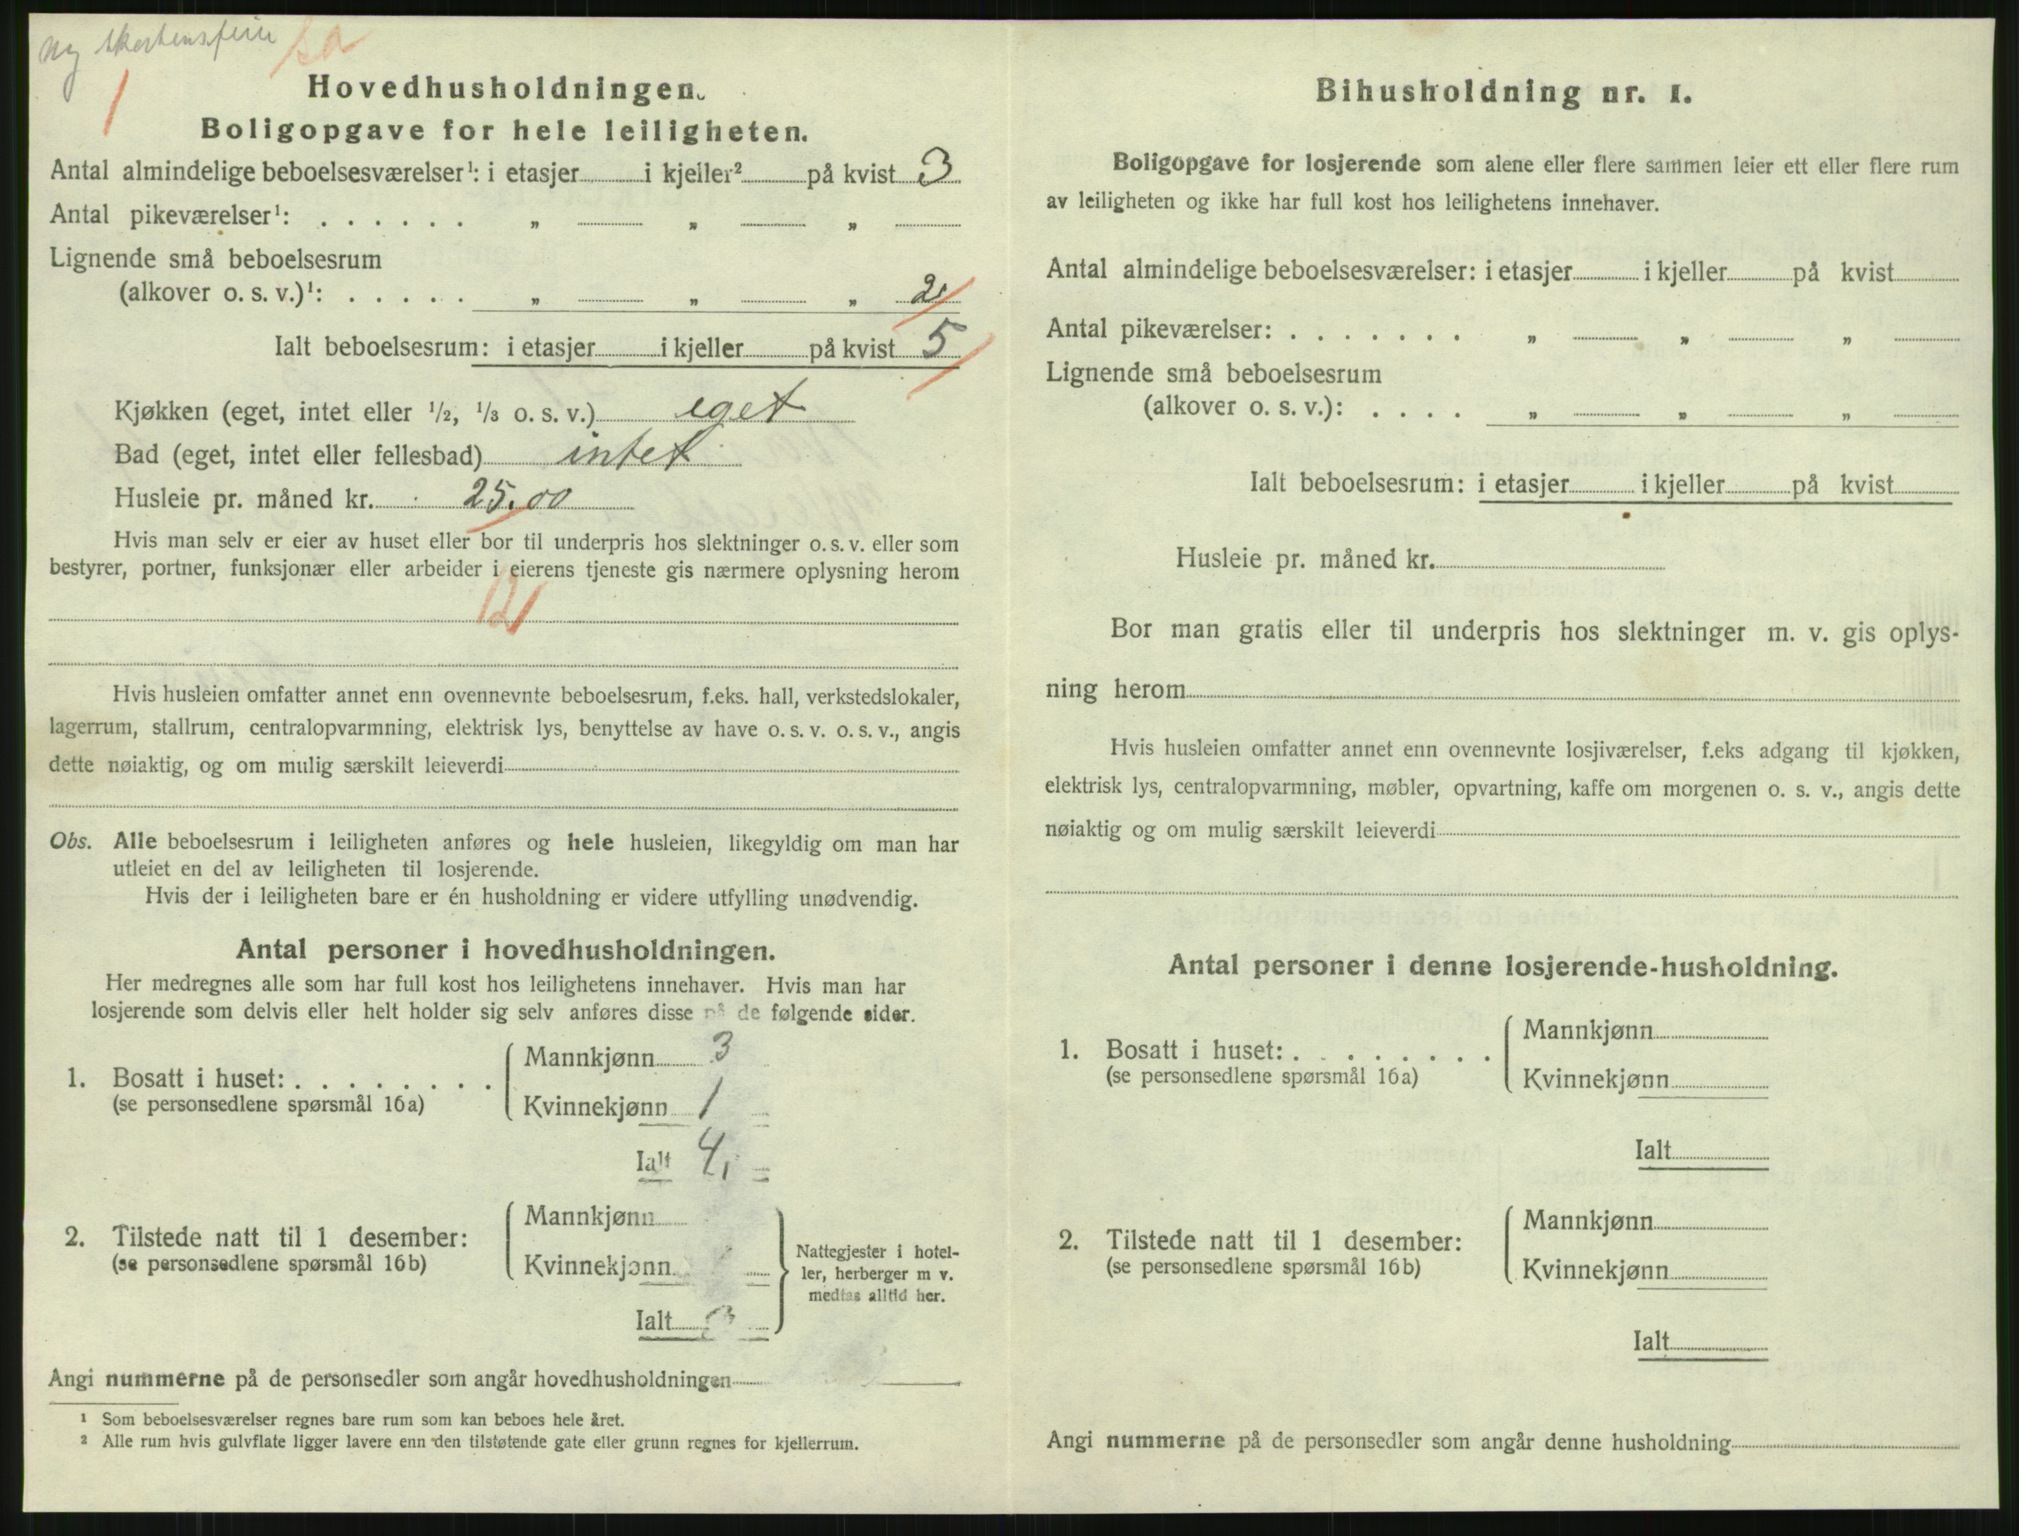 Ny skorstenspipe
Hovedhusholdningen.
Boligopgave for hele leiligheten.
Antal almindelige beboelsesværelser¹: i etasjer i kjeller² på kvist 3
Antal pikeværelser¹: . . . . . . „ „ „
Lignende små beboelsesrum
(alkover o. s. v.)¹: . . . . . „ „ „ 2
Ialt beboelsesrum: i etasjer i kjeller på kvist 5
Kjøkken (eget, intet eller 1/2, 1/3 o. s. v.) eget
Bad (eget, intet eller fellesbad) intet
Husleie pr. måned kr. 25.00
Hvis man selv er eier av huset eller bor til underpris hos slektninger o. s. v. eller som
bestyrer, portner, funksjonær eller arbeider i eierens tjeneste gis nærmere oplysning herom
121
Hvis husleien omfatter annet enn ovennevnte beboelsesrum, f.eks. hall, verkstedslokaler,
lagerrum, stallrum, centralopvarmning, elektrisk lys, benyttelse av have o. s. v. o. s. v., angis
dette nøiaktig, og om mulig særskilt leieverdi
Obs. Alle beboelsesrum i leiligheten anføres og hele husleien, likegyldig om man har
utleiet en del av leiligheten til losjerende.
Hvis der i leiligheten bare er én husholdning er videre utfylling unødvendig.
Antal personer i hovedhusholdningen.
Her medregnes alle som har full kost hos leilighetens innehaver. Hvis man har
losjerende som delvis eller helt holder sig selv anføres disse på de følgende sider.
1. Bosatt i huset: . . . . . . . .
(se personsedlene spørsmål 16a)
Mannkjønn 3
Kvinnekjønn 1
Ialt 4
2. Tilstede natt til 1 desember:
(se personsedlene spørsmål 16b)
Mannkjønn
Kvinnekjønn
Ialt
Nattegjester i hotel-
ler, herberger m v.
medtas alltid her.
Angi nummerne på de personsedler som angår hovedhusholdningen
¹ Som beboelsesværelser regnes bare rum som kan beboes hele året.
² Alle rum hvis gulvflate ligger lavere enn den tilstøtende gate eller grunn regnes for kjellerrum.
Bihusholdning nr. 1.
Boligopgave for losjerende som alene eller flere sammen leier ett eller flere rum
av leiligheten og ikke har full kost hos leilighetens innehaver.
Antal almindelige beboelsesværelser: i etasjer i kjeller på kvist
Antal pikeværelser: . . . . . . . „ „ „
Lignende små beboelsesrum
(alkover o. s. v.): . . . . „ „ „
Ialt beboelsesrum: i etasjer i kjeller på kvist
Husleie pr. måned kr.
Bor man gratis eller til underpris hos slektninger m. v. gis oplys-
ning herom
Hvis husleien omfatter annet enn ovennevnte losjiværelser, f.eks adgang til kjøkken,
elektrisk lys, centralopvarmning, møbler, opvartning, kaffe om morgenen o. s. v., angis dette
nøiaktig og om mulig særskilt leieverdi
Antal personer i denne losjerende-husholdning.
1. Bosatt i huset: . . . . . . . .
(se personsedlene spørsmål 16a)
Mannkjønn
Kvinnekjønn
Ialt
2. Tilstede natt til 1 desember:
(se personsedlene spørsmål 16b)
Mannkjønn
Kvinnekjønn
Ialt
Angi nummerne på de personsedler som angår denne husholdning